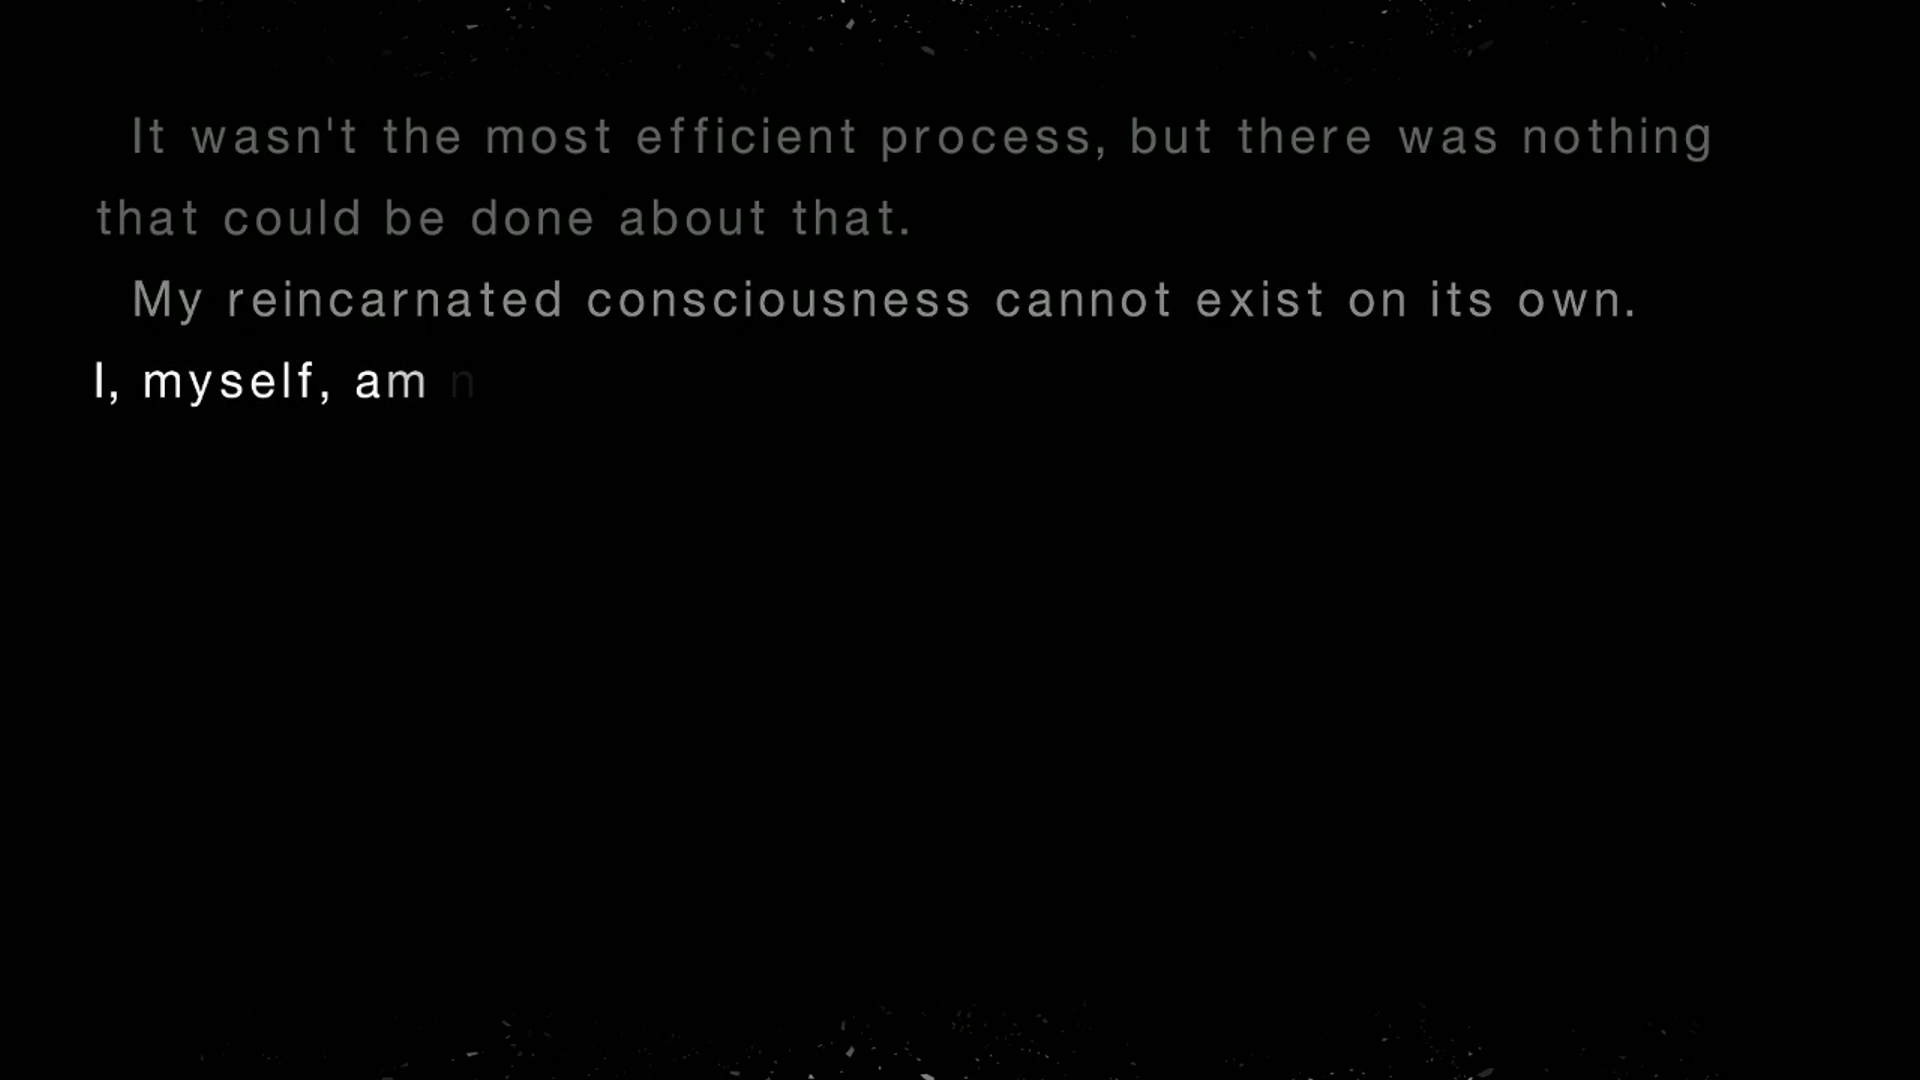 It wasn't the most efficient process, but there was nothing
that could be done about that.
My reincarnated consciousness cannot exist on its own.
I, myself, am n